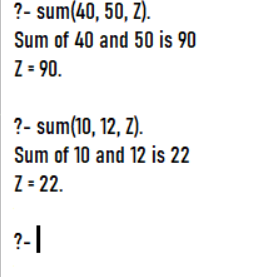 ?- sum(40, 50, Z).
Sum of 40 and 50 is 90
Z = 90.
?- sum(10, 12, Z).
Sum of 10 and 12 is 22
Z = 22.
?-